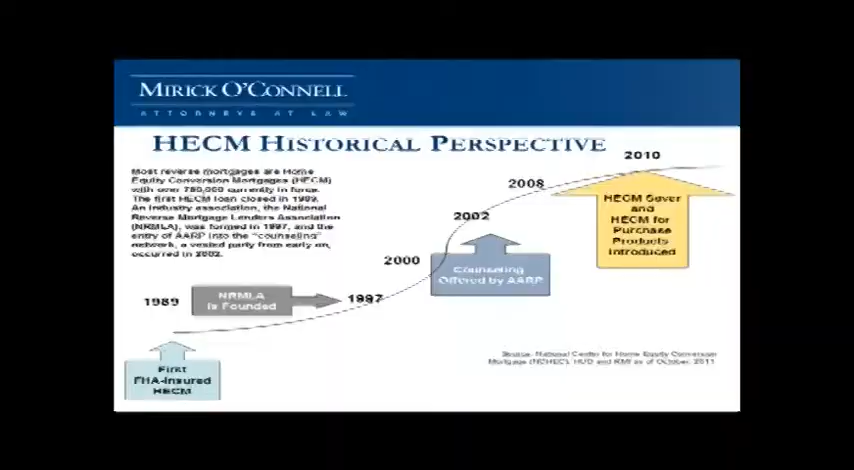 MIRICK O'CONNELL
ATTORNEYS AT LAW
HECM HISTORICAL PERSPECTIVE
Most reverse mortgages are Home
Equity Conversion Mortgages (HECM)
with over 750,000 currently in force.
The first HECM loan closed in 1989.
An industry association, the National
Reverse Mortgage Lenders Association
(NRMLA), was formed in 1997, and the
entry of AARP into the "counseling"
network, a vested party from early on,
occurred in 2002.
2010
2008
2002
2000
1997
1989
HECM Saver
and
HECM for
Purchase
Products
Introduced
Counseling
Offered by AARP
NRMLA
is Founded
First
FHA-Insured
HECM
Source: National Center for Home Equity Conversion
Mortgage (NCHEC), HUD and RMI as of October, 2011